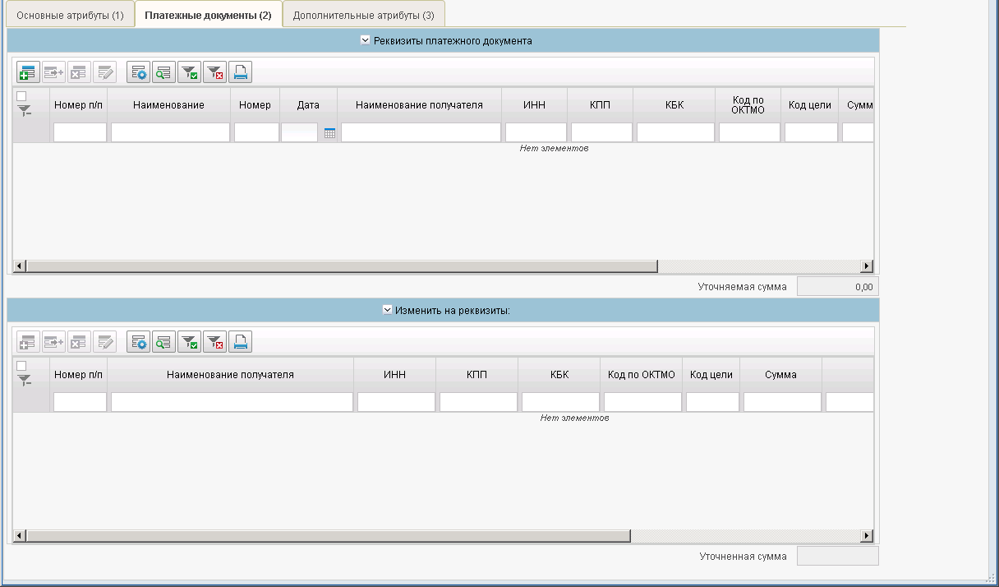 Основные атрибуты (1) Платежные документы (2) Дополнительные атрибуты (3)
Реквизиты платежного документа
Номер п/п Наименование Номер Дата Наименование получателя ИНН КПП КБК Код по ОКТМО Код цели Сумм
Нет элементов
Уточняемая сумма 0,00
Изменить на реквизиты:
Номер п/п Наименование получателя ИНН КПП КБК Код по ОКТМО Код цели Сумма
Нет элементов
Уточненная сумма